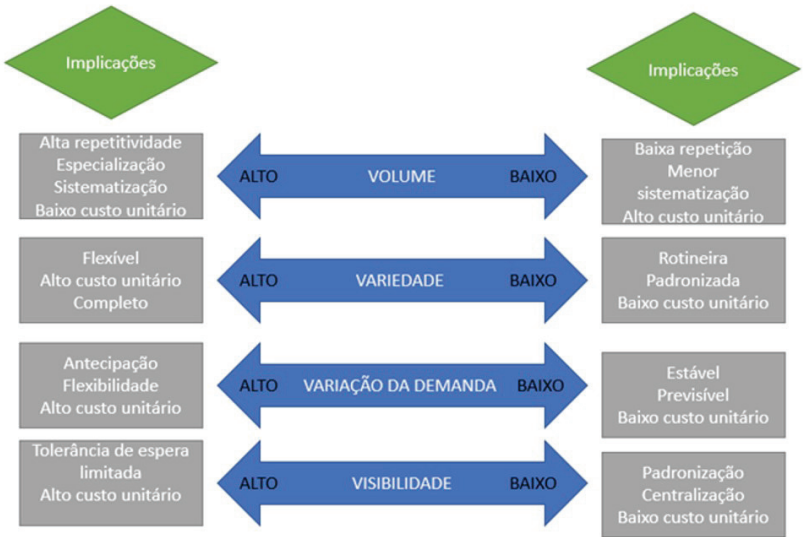 Implicações
Implicações
Alta repetitividade
Especialização
Sistematização
Baixo custo unitário
ALTO VOLUME BAIXO
Baixa repetição
Menor
sistematização
Alto custo unitário
Flexível
Alto custo unitário
Completo
ALTO VARIEDADE BAIXO
Rotineira
Padronizada
Baixo custo unitário
Antecipação
Flexibilidade
Alto custo unitário
ALTO VARIAÇÃO DA DEMANDA BAIXO
Estável
Previsível
Baixo custo unitário
Tolerância de espera
limitada
Alto custo unitário
ALTO VISIBILIDADE BAIXO
Padronização
Centralização
Baixo custo unitário